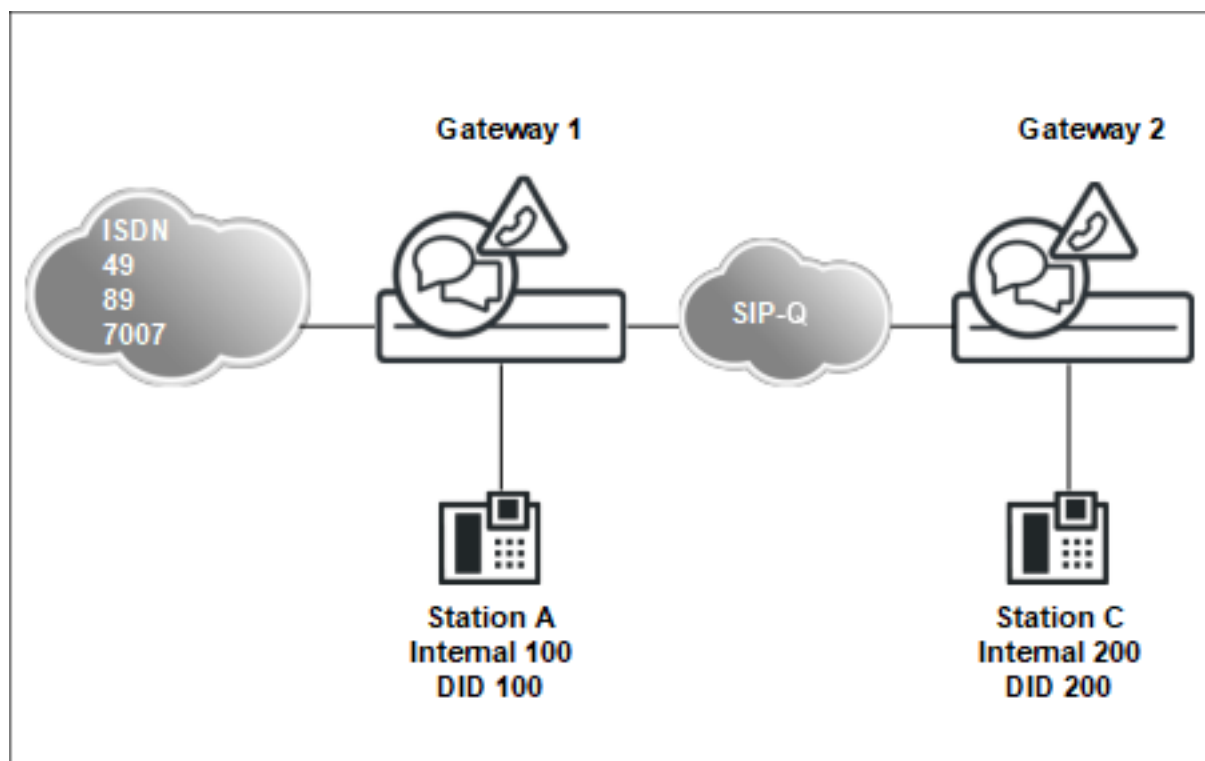 Gateway 1
Gateway 2
ISDN
49
89
7007
SIP-Q
Station A
Internal 100
DID 100
Station C
Internal 200
DID 200